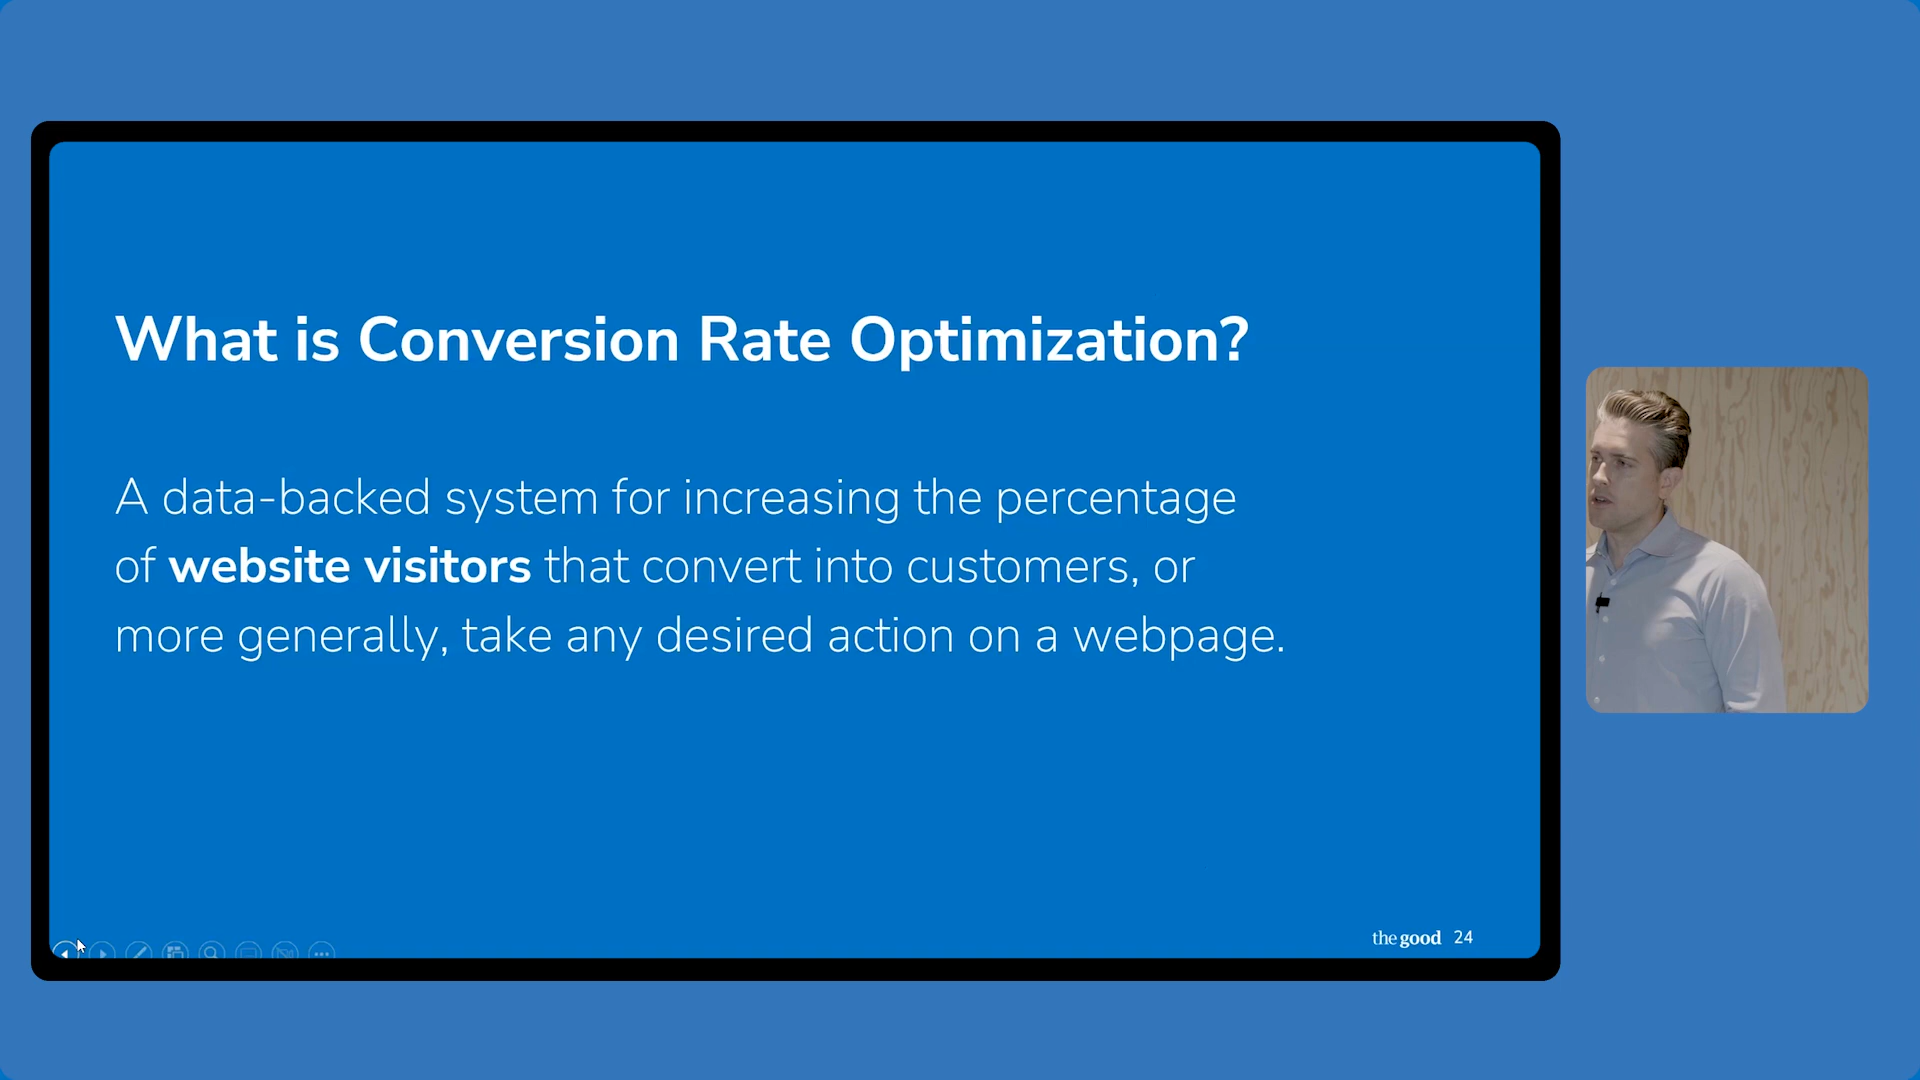 What is Conversion Rate Optimization?
A data-backed system for increasing the percentage
of website visitors that convert into customers, or
more generally, take any desired action on a webpage.
the good 24